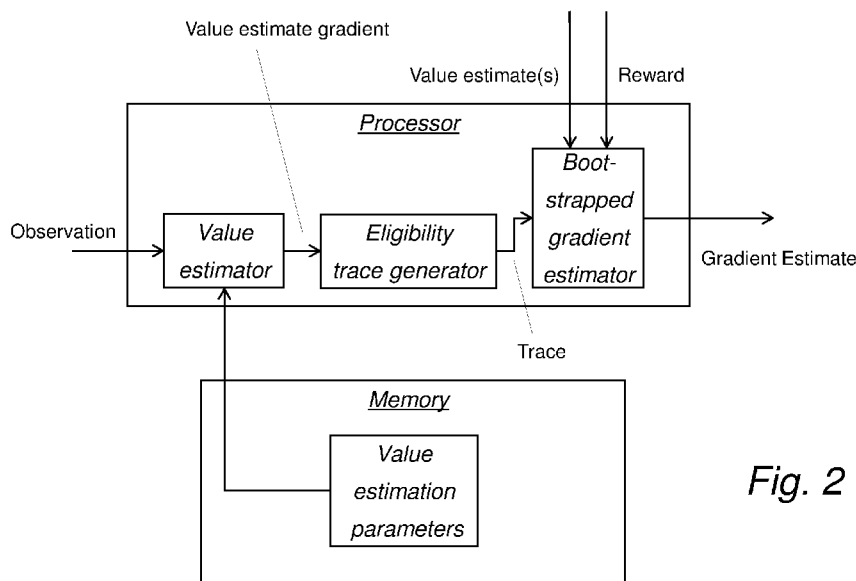 Value estimate gradient
Value estimate(s)
Reward
Processor
Boot-
strapped
gradient
estimator
Observation
Value
estimator
Eligibility
trace generator
Gradient Estimate
Trace
Memory
Value
estimation
parameters
Fig. 2